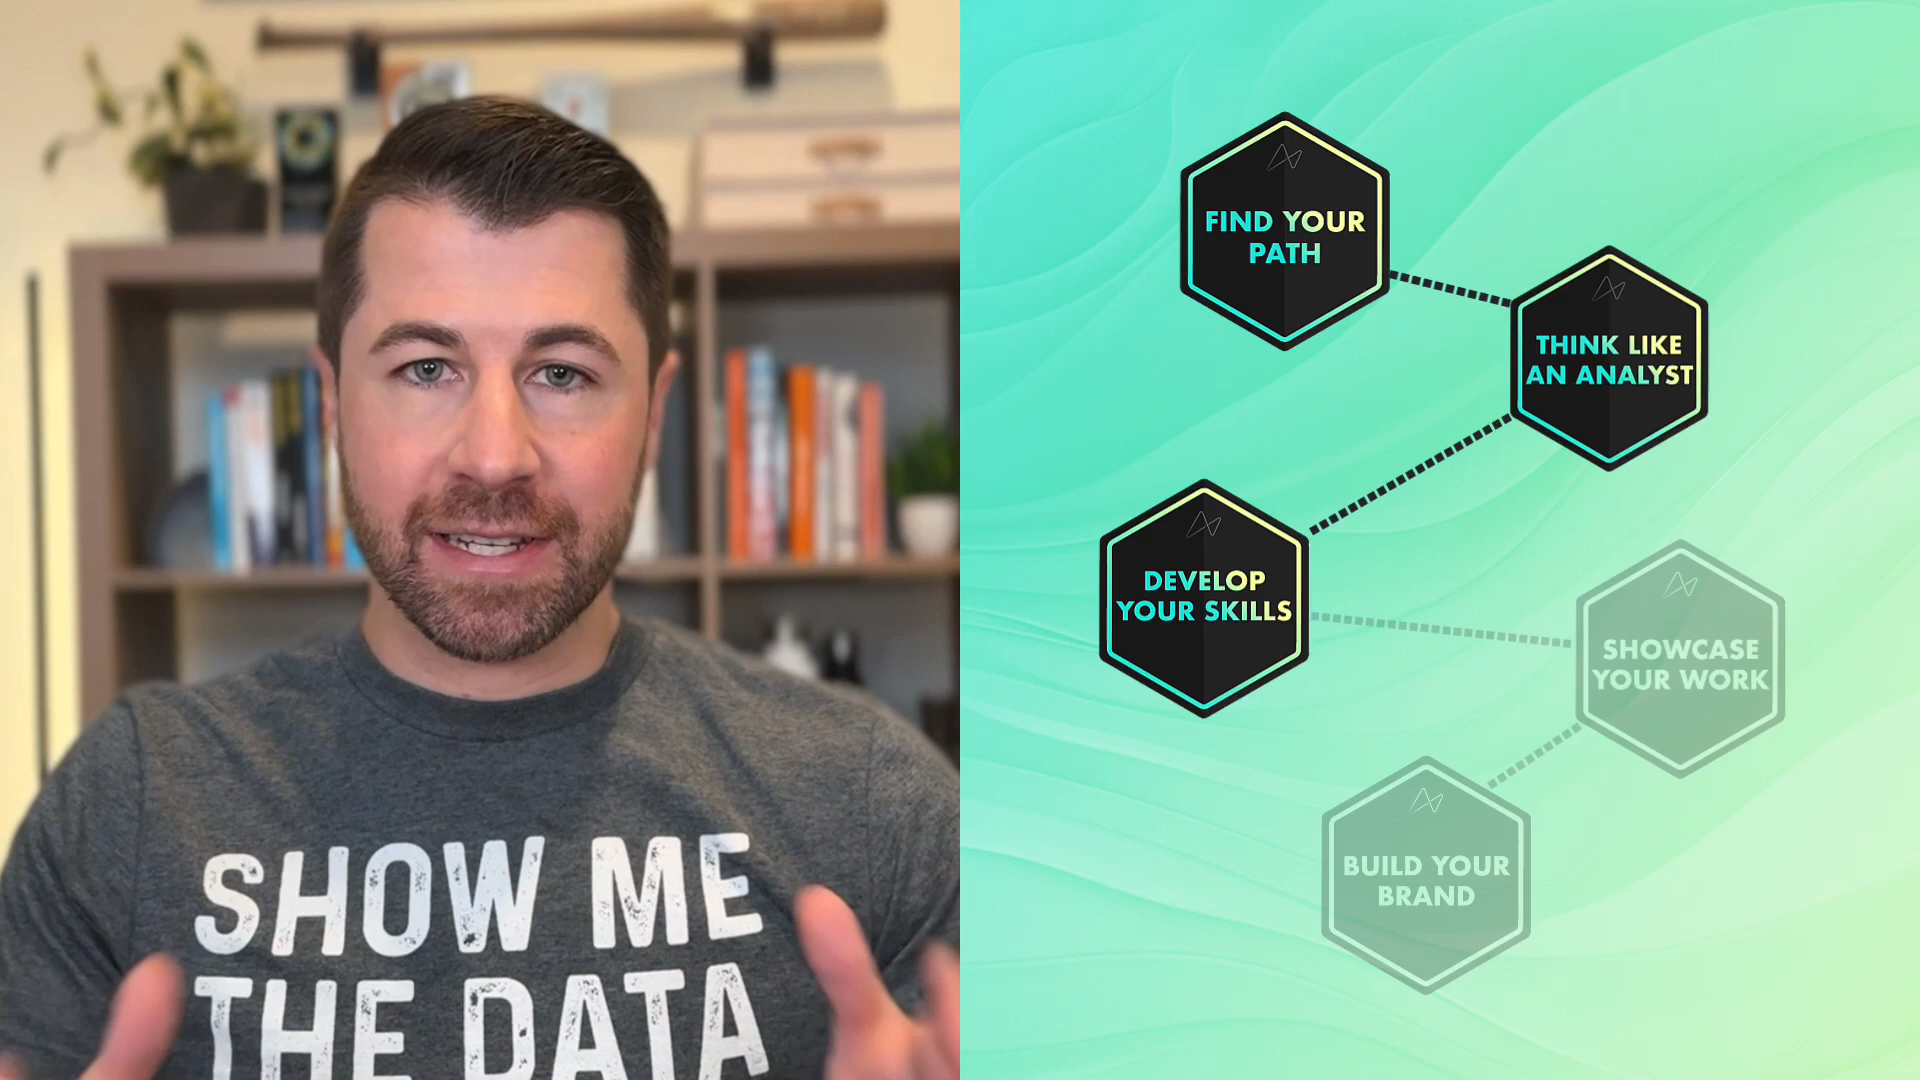 SHOW ME
THE DATA
FIND YOUR
PATH
THINK LIKE
AN ANALYST
DEVELOP
YOUR SKILLS
SHOWCASE
YOUR WORK
BUILD YOUR
BRAND